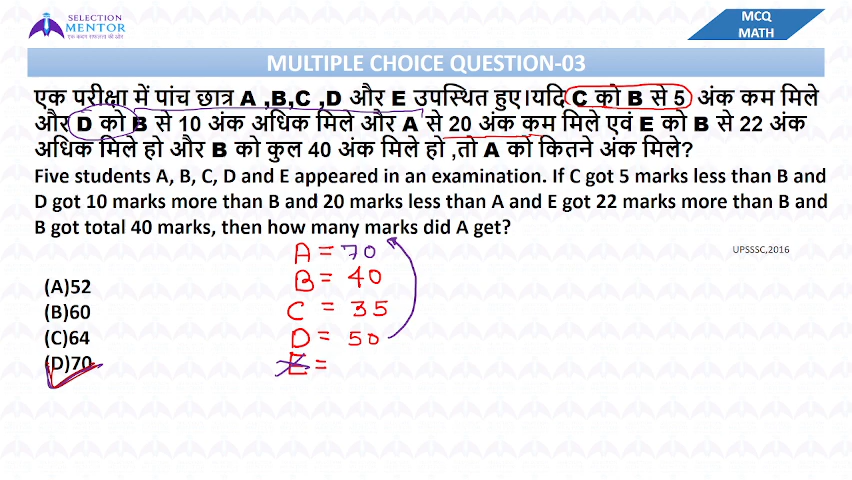 SELECTION
MENTOR
एक कदम सफलता की ओर
MCQ
MATH
MULTIPLE CHOICE QUESTION-03
एक परीक्षा में पांच छात्र A ,B,C ,D और E उपस्थित हुए।यदि C को B से 5 अंक कम मिले
और D को B से 10 अंक अधिक मिले और A से 20 अंक कम मिले एवं E को B से 22 अंक
अधिक मिले हो और B को कुल 40 अंक मिले हो ,तो A को कितने अंक मिले?
Five students A, B, C, D and E appeared in an examination. If C got 5 marks less than B and
D got 10 marks more than B and 20 marks less than A and E got 22 marks more than B and
B got total 40 marks, then how many marks did A get?
UPSSSC,2016
A = 70
B = 40
C = 35
D = 50
E =
(A)52
(B)60
(C)64
(D)70